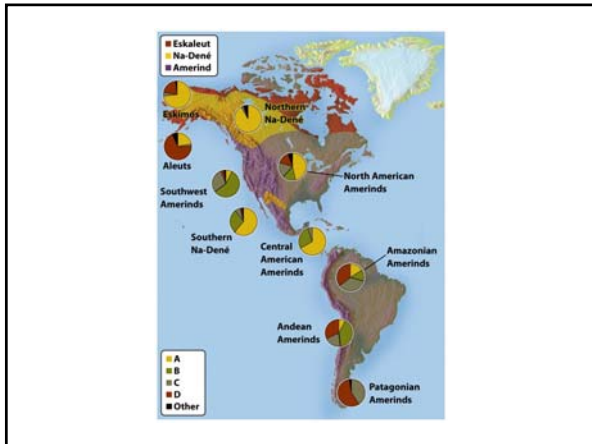 Eskaleut
Na-Dené
Amerind
Eskimos
Northern
Na-Dené
Aleuts
North American
Amerinds
Southwest
Amerinds
Southern
Na-Dené
Central
American
Amerinds
Amazonian
Amerinds
Andean
Amerinds
Patagonian
Amerinds
A
B
C
D
Other